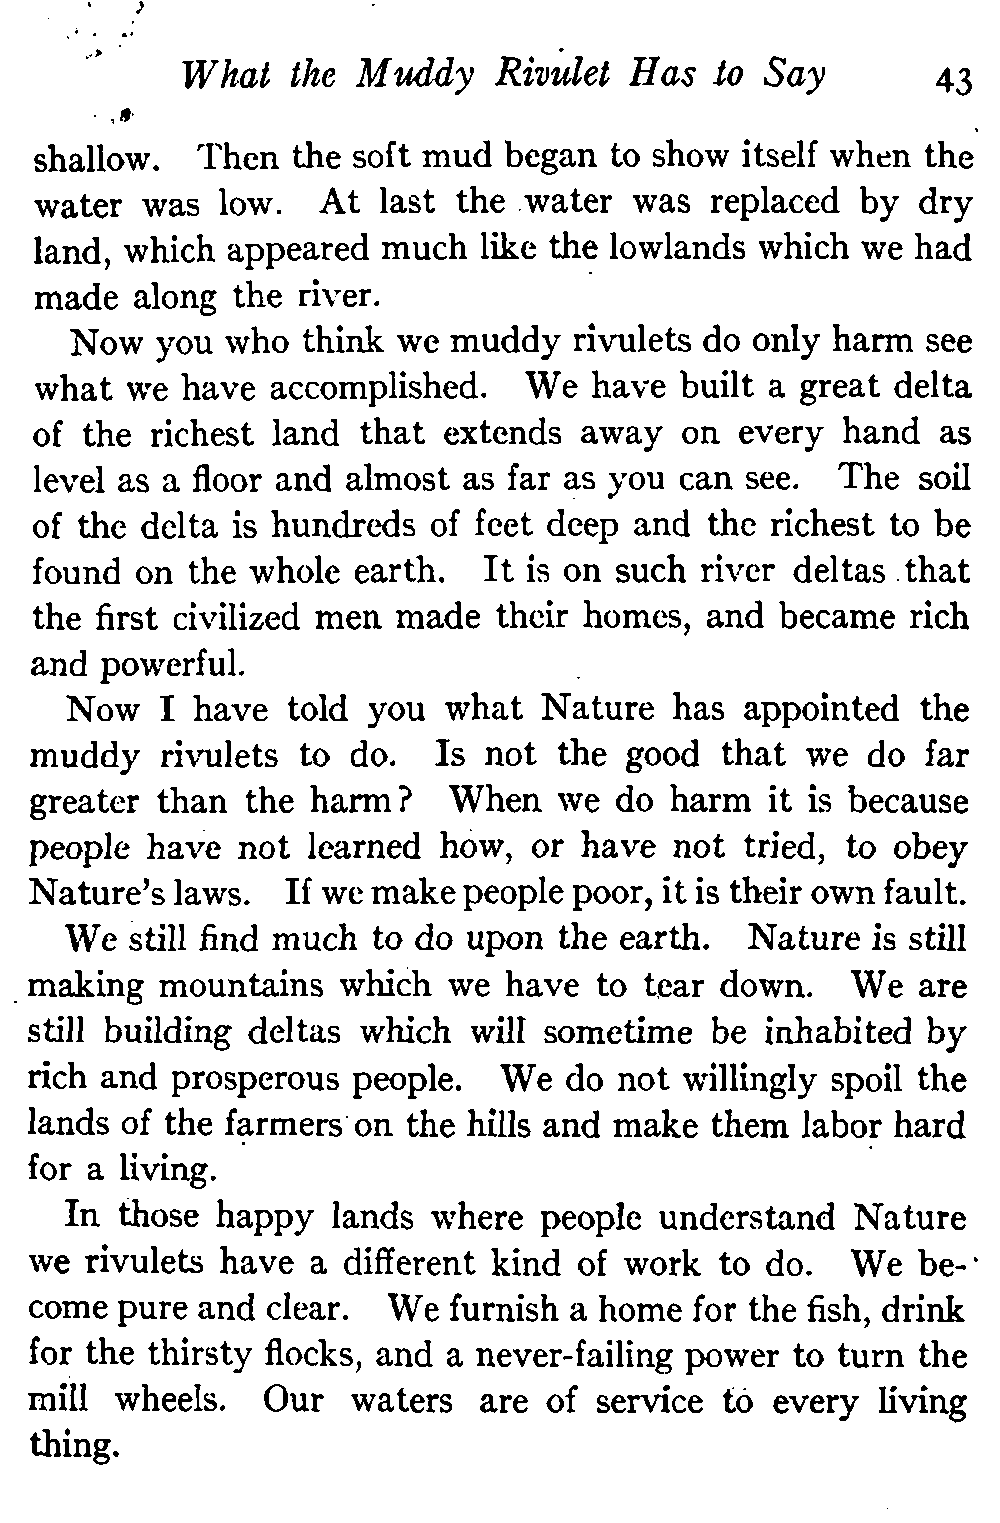 What the Muddy Rivulet Has to Say 43
shallow. Then the soft mud began to show itself when the
water was low. At last the water was replaced by dry
land, which appeared much like the lowlands which we had
made along the river.
Now you who think we muddy rivulets do only harm see
what we have accomplished. We have built a great delta
of the richest land that extends away on every hand as
level as a floor and almost as far as you can see. The soil
of the delta is hundreds of feet deep and the richest to be
found on the whole earth. It is on such river deltas that
the first civilized men made their homes, and became rich
and powerful.
Now I have told you what Nature has appointed the
muddy rivulets to do. Is not the good that we do far
greater than the harm? When we do harm it is because
people have not learned how, or have not tried, to obey
Nature's laws. If we make people poor, it is their own fault.
We still find much to do upon the earth. Nature is still
making mountains which we have to tear down. We are
still building deltas which will sometime be inhabited by
rich and prosperous people. We do not willingly spoil the
lands of the farmers on the hills and make them labor hard
for a living.
In those happy lands where people understand Nature
we rivulets have a different kind of work to do. We be-
come pure and clear. We furnish a home for the fish, drink
for the thirsty flocks, and a never-failing power to turn the
mill wheels. Our waters are of service to every living
thing.